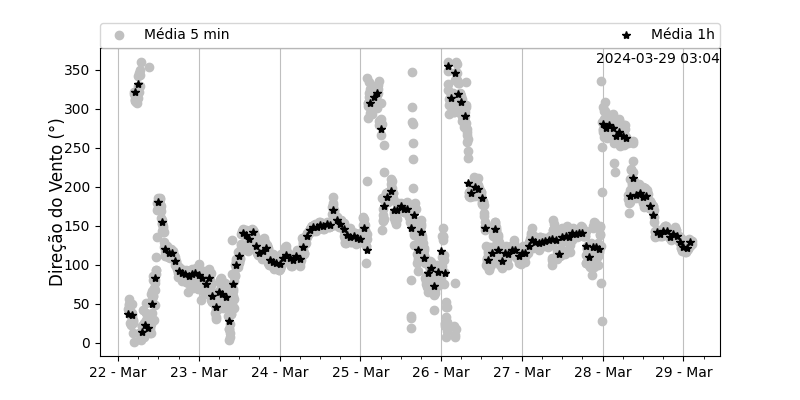 Média 5 min
Média 1h
2024-03-29 03:04
Direção do Vento (°)
350
300
250
200
150
100
50
0
22 - Mar
23 - Mar
24 - Mar
25 - Mar
26 - Mar
27 - Mar
28 - Mar
29 - Mar